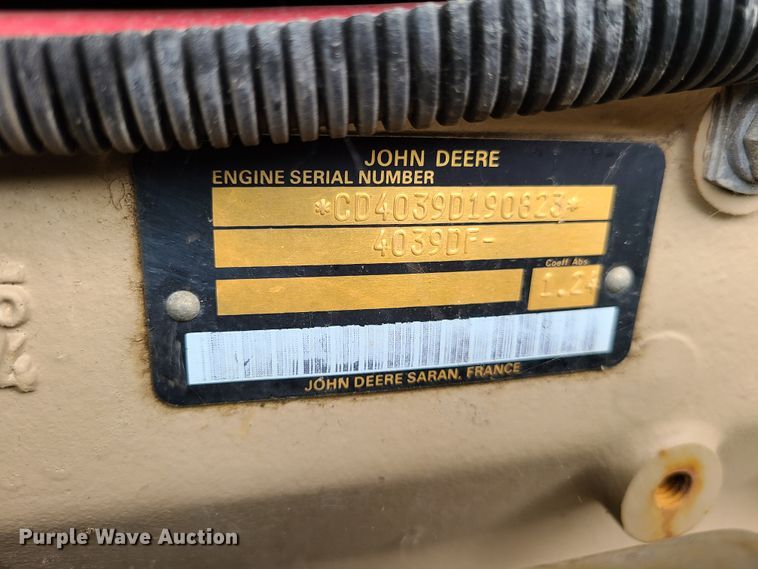 JOHN DEERE
ENGINE SERIAL NUMBER
*CD4039D190823*
4039DF-
Coeff. Abs.
1.24
JOHN DEERE SARAN. FRANCE
Purple Wave Auction